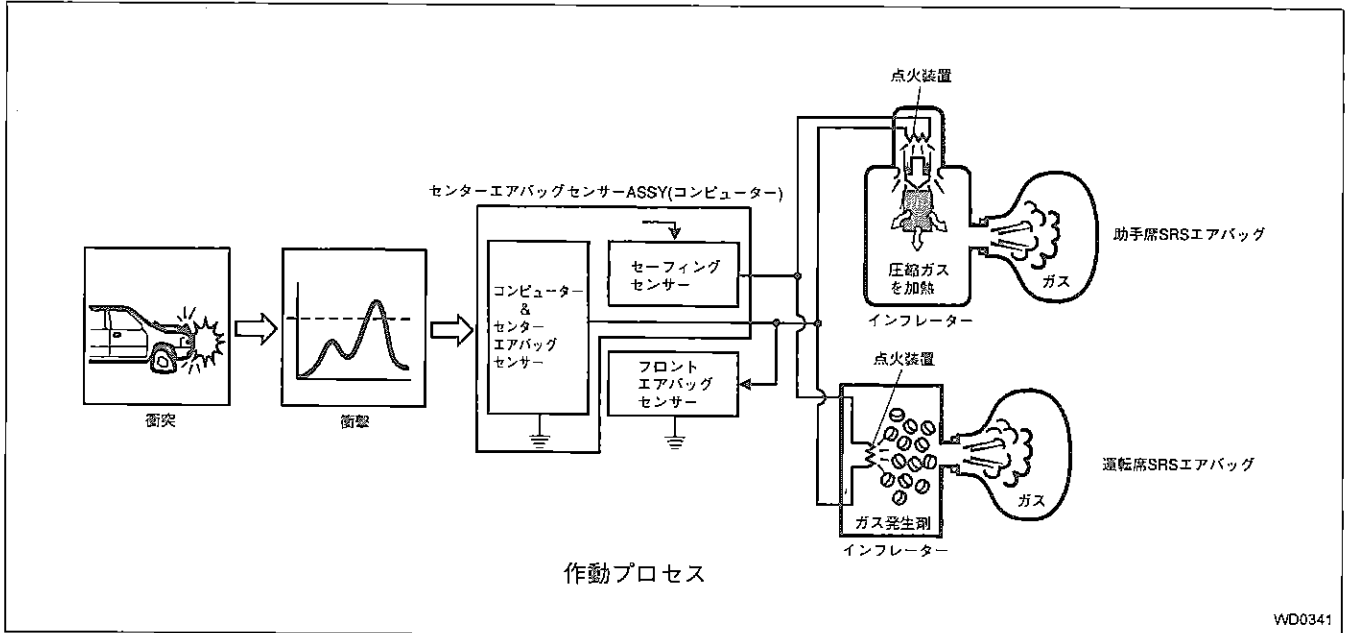 点火装置
センターエアバッグセンサーASSY(コンピューター)
セーフィング
センサー
コンピューター
&
センター
エアバッグ
センサー
フロント
エアバッグ
センサー
圧縮ガス
を加熱
ガス
助手席SRSエアバッグ
インフレーター
衝突
衝撃
点火装置
ガス発生剤
ガス
運転席SRSエアバッグ
インフレーター
作動プロセス
WD0341